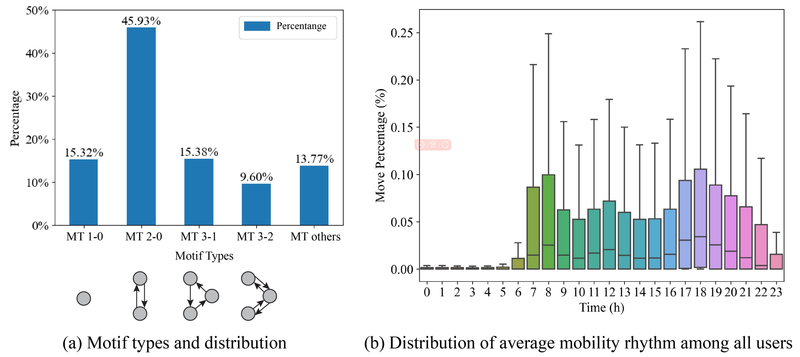 50%
40%
30%
20%
10%
0%
Percentage
45.93%
15.32%
15.38%
9.60%
13.77%
Percentange
MT 1-0 MT 2-0 MT 3-1 MT 3-2 MT others
Motif Types
(a) Motif types and distribution
0.25
0.20
0.15
0.10
0.05
0.00
Move Percentage (%)
0 1 2 3 4 5 6 7 8 9 10 11 12 13 14 15 16 17 18 19 20 21 22 23
Time (h)
(b) Distribution of average mobility rhythm among all users